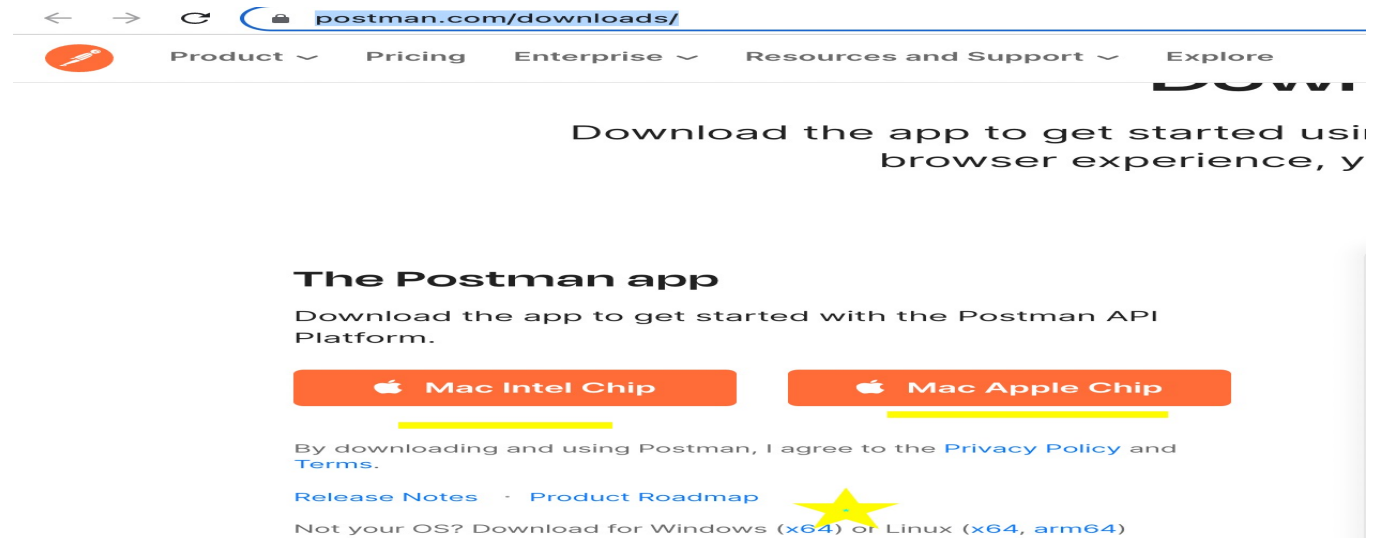 postman.com/downloads/
Product Pricing Enterprise Resources and Support Explore
Download the app to get started
browser experience,
The Postman app
Download the app to get started with the Postman API
Platform.
Mac Intel Chip Mac Apple Chip
By downloading and using Postman, I agree to the Privacy Policy and
Terms.
Release Notes · Product Roadmap
Not your OS? Download for Windows (x64) or Linux (x64, arm64)